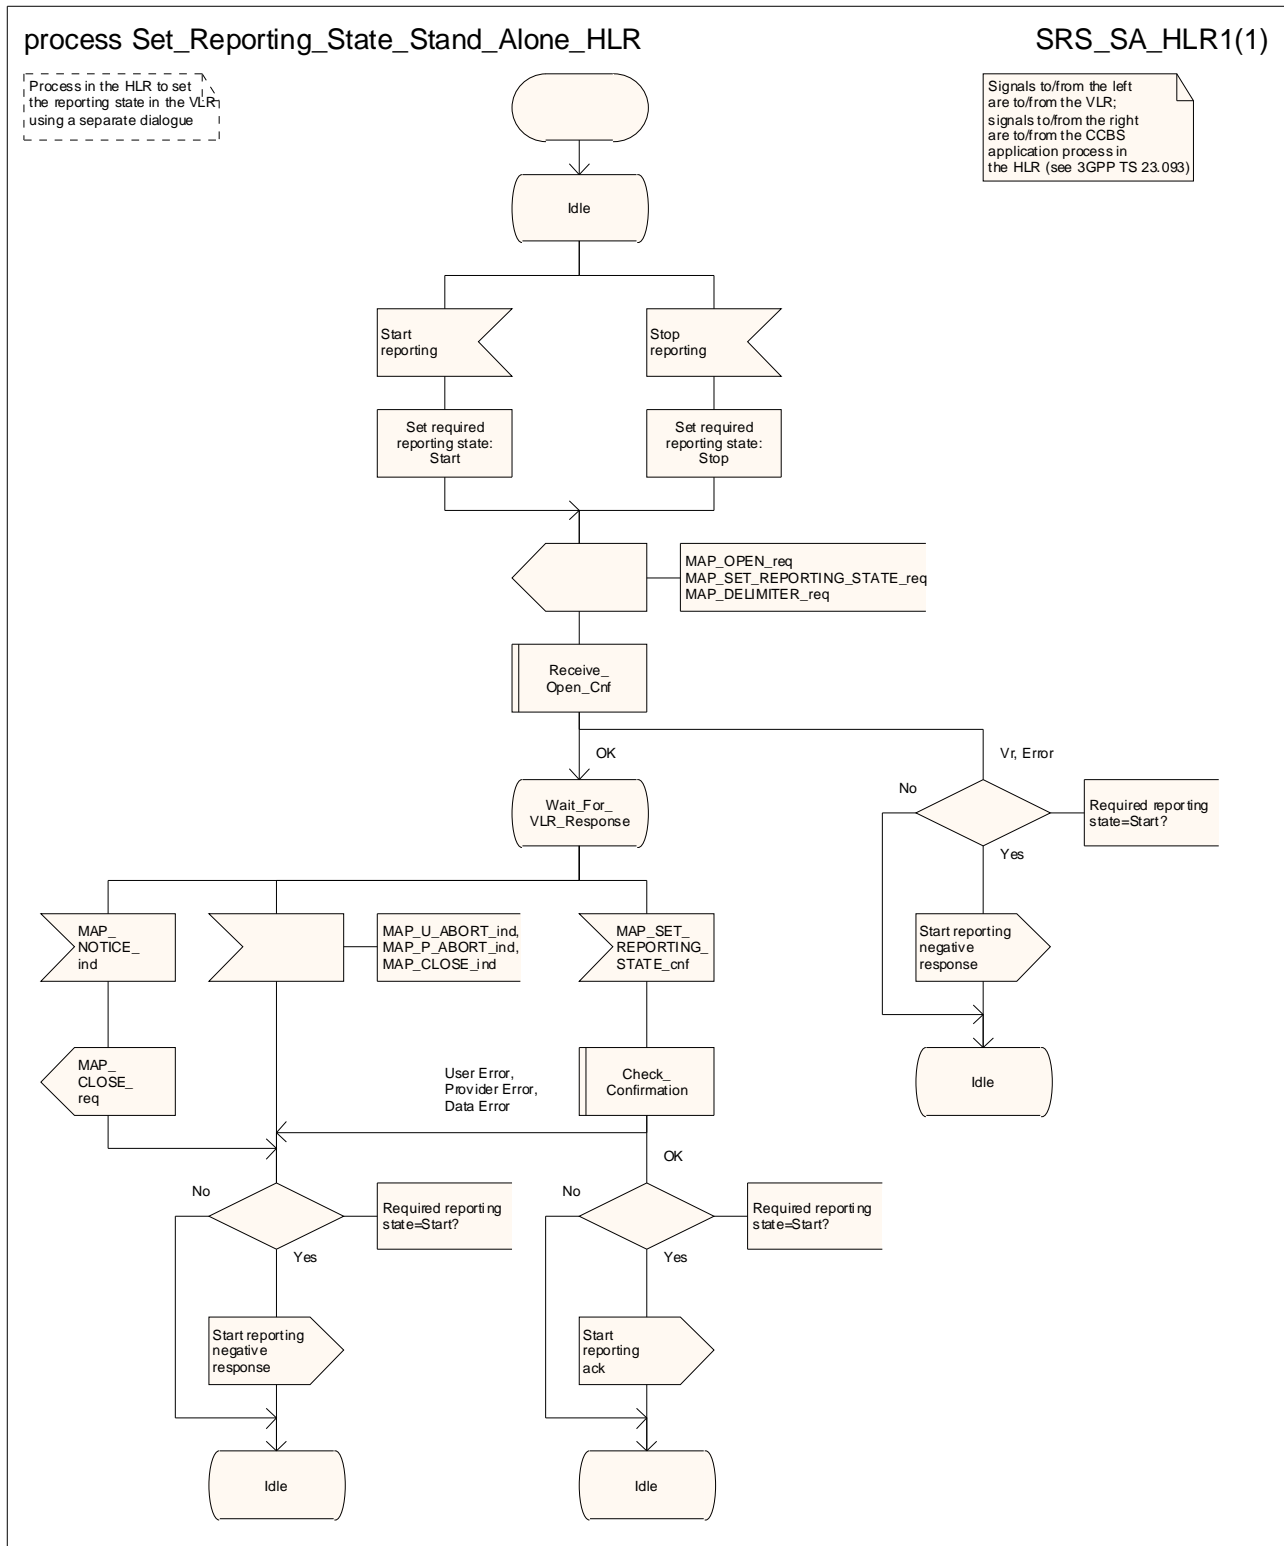 process Set_Reporting_State_Stand_Alone_HLR
SRS_SA_HLR1(1)
Process in the HLR to set
the reporting state in the VLR
using a separate dialogue
Signals to/from the left
are to/from the VLR;
signals to/from the right
are to/from the CCBS
application process in
the HLR (see 3GPP TS 23.093)
Idle
Start
reporting
Stop
reporting
Set required
reporting state:
Start
Set required
reporting state:
Stop
MAP_OPEN_req
MAP_SET_REPORTING_STATE_req
MAP_DELIMITER_req
Receive_
Open_Cnf
OK
Vr, Error
Wait_For_
VLR_Response
No
Required reporting
state=Start?
Yes
MAP_
NOTICE_
ind
MAP_U_ABORT_ind,
MAP_P_ABORT_ind,
MAP_CLOSE_ind
MAP_SET_
REPORTING_
STATE_cnf
Start reporting
negative
response
MAP_
CLOSE_
req
User Error,
Provider Error,
Data Error
Check_
Confirmation
Idle
OK
No
Required reporting
state=Start?
Yes
No
Required reporting
state=Start?
Yes
Start reporting
negative
response
Start
reporting
ack
Idle
Idle